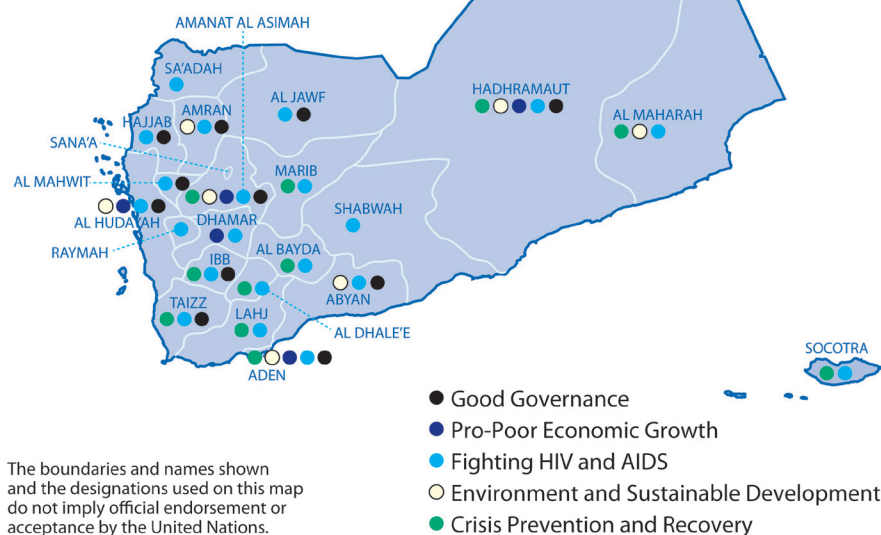 AMANAT AL ASIMAH
SA'ADAH
HADHRAMAUT
AL JAWF
AMRAN
AL MAHARAH
HAJJAB
SANA'A
MARIB
AL MAHWIT
SHABWAH
AL HUDAYAH
DHAMAR
RAYMAH
AL BAYDA
IBB
ABYAN
TAIZZ
LAHJ
AL DHALE'E
SOCOTRA
ADEN
Good Governance
Pro-Poor Economic Growth
Fighting HIV and AIDS
Environment and Sustainable Development
Crisis Prevention and Recovery
The boundaries and names shown
and the designations used on this map
do not imply official endorsement or
acceptance by the United Nations.